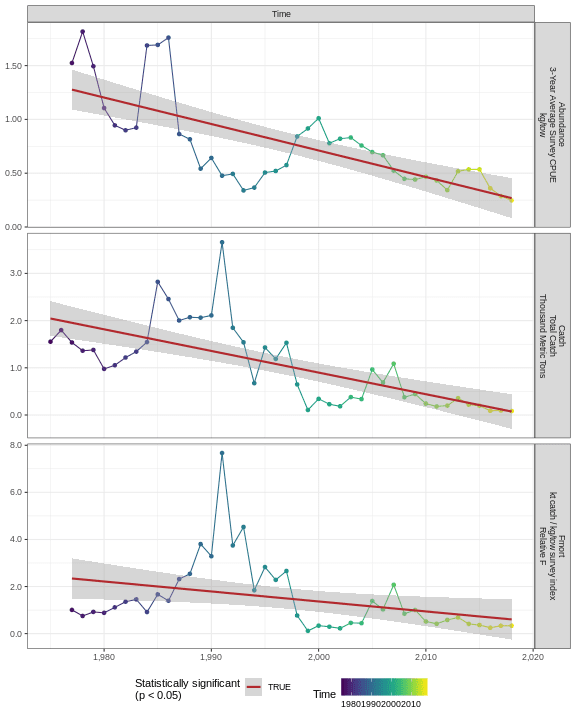 Time
1.50
1.00
0.50
0.00
Abundance
3-Year Average Survey CPUE
kg/tow
3.0
2.0
1.0
0.0
Catch
Total Catch
Thousand Metric Tons
8.0
6.0
4.0
2.0
0.0
Fmort
kt catch / kg/tow survey index
Relative F
1,980
1,990
2,000
2,010
2,020
Statistically significant
(p < 0.05)
TRUE
Time
1980199020002010